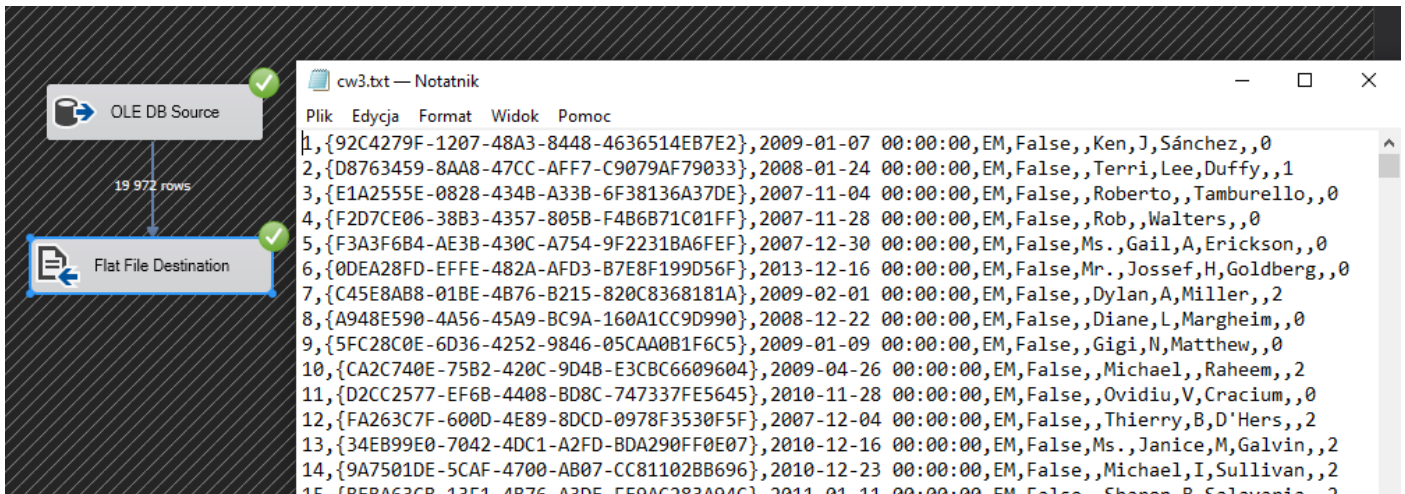 OLE DB Source
19 972 rows
Flat File Destination
cw3.txt — Notatnik
Plik Edycja Format Widok Pomoc
1,{92C4279F-1207-48A3-8448-4636514EB7E2},2009-01-07 00:00:00,EM,False,,Ken,J,Sánchez,,0
2,{D8763459-8AA8-47CC-AFF7-C9079AF79033},2008-01-24 00:00:00,EM,False,,Terri,Lee,Duffy,,1
3,{E1A2555E-0828-434B-A33B-6F38136A37DE},2007-11-04 00:00:00,EM,False,,Roberto,,Tamburello,,0
4,{F2D7CE06-38B3-4357-805B-F4B6B71C01FF},2007-11-28 00:00:00,EM,False,,Rob,,Walters,,0
5,{F3A3F6B4-AE3B-430C-A754-9F2231BA6FEF},2007-12-30 00:00:00,EM,False,Ms.,Gail,A,Erickson,,0
6,{0DEA28FD-EFFE-482A-AFD3-B7E8F199D56F},2013-12-16 00:00:00,EM,False,Mr.,Jossef,H,Goldberg,,0
7,{C45E8AB8-01BE-4B76-B215-820C8368181A},2009-02-01 00:00:00,EM,False,,Dylan,A,Miller,,2
8,{A948E590-4A56-45A9-BC9A-160A1CC9D990},2008-12-22 00:00:00,EM,False,,Diane,L,Margheim,,0
9,{5FC28C0E-6D36-4252-9846-05CAA0B1F6C5},2009-01-09 00:00:00,EM,False,,Gigi,N,Matthew,,0
10,{CA2C740E-75B2-420C-9D4B-E3CBC6609604},2009-04-26 00:00:00,EM,False,,Michael,,Raheem,,2
11,{D2CC2577-EF6B-4408-BD8C-747337FE5645},2010-11-28 00:00:00,EM,False,,Ovidiu,V,Cracium,,0
12,{FA263C7F-600D-4E89-8DCD-0978F3530F5F},2007-12-04 00:00:00,EM,False,,Thierry,B,D'Hers,,2
13,{34EB99E0-7042-4DC1-A2FD-BDA290FF0E07},2010-12-16 00:00:00,EM,False,Ms.,Janice,M,Galvin,,2
14,{9A7501DE-5CAF-4700-AB07-CC81102BB696},2010-12-23 00:00:00,EM,False,,Michael,I,Sullivan,,2